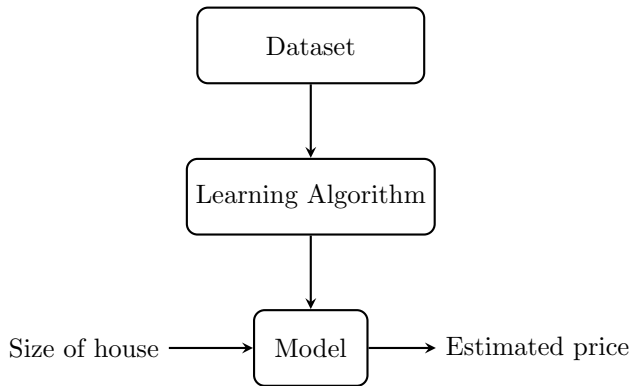 Dataset
Learning Algorithm
Size of house
Model
Estimated price